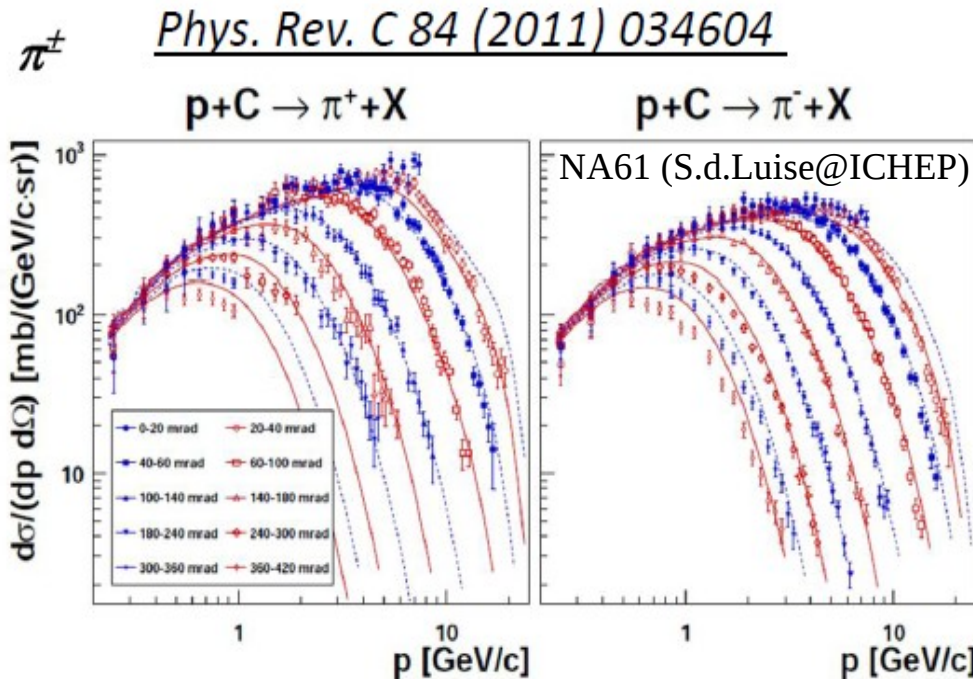 π±
Phys. Rev. C 84 (2011) 034604
p+C → π⁺+X
p+C → π⁻+X
NA61 (S.d.Luise@ICHEP)
dσ/(dp dΩ) [mb/(GeV/c·sr)]
10³
10²
10
0-20 mrad
20-40 mrad
40-60 mrad
60-100 mrad
100-140 mrad
140-180 mrad
180-240 mrad
240-300 mrad
300-360 mrad
360-420 mrad
1
10
1
10
p [GeV/c]
p [GeV/c]